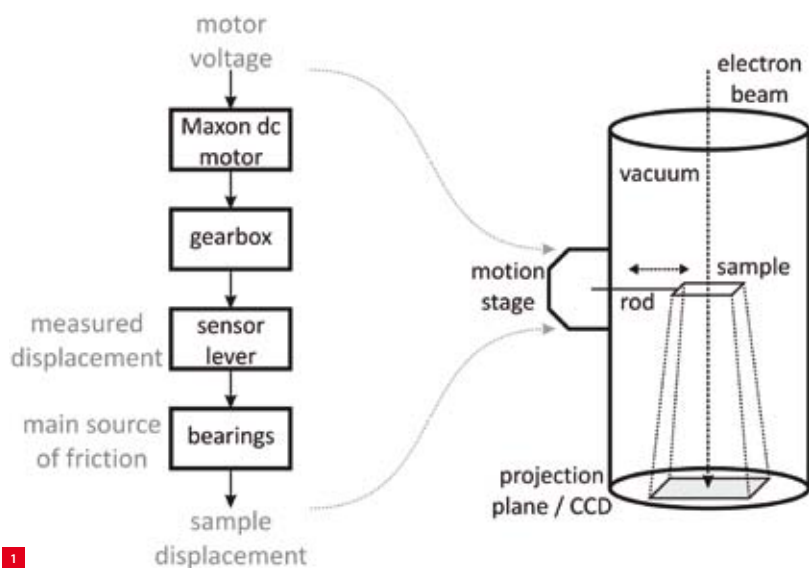 motor
voltage
Maxon dc
motor
gearbox
measured
displacement
sensor
lever
main source
of friction
bearings
sample
displacement
1
electron
beam
vacuum
motion
stage
sample
rod
projection
plane / CCD